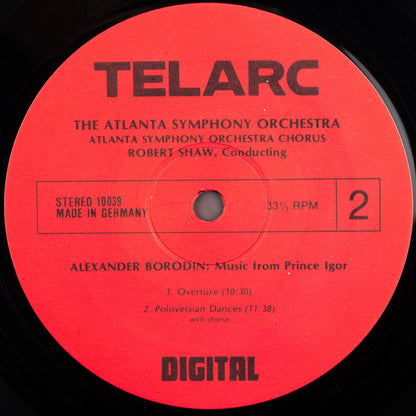 TELARC
THE ATLANTA SYMPHONY ORCHESTRA
ATLANTA SYMPHONY ORCHESTRA CHORUS
ROBERT SHAW, Conducting
STEREO 10039
MADE IN GERMANY
33⅓ RPM
2
ALEXANDER BORODIN: Music from Prince Igor
1. Overture (10:30)
2. Polovetsian Dances (11:38)
with chorus
DIGITAL